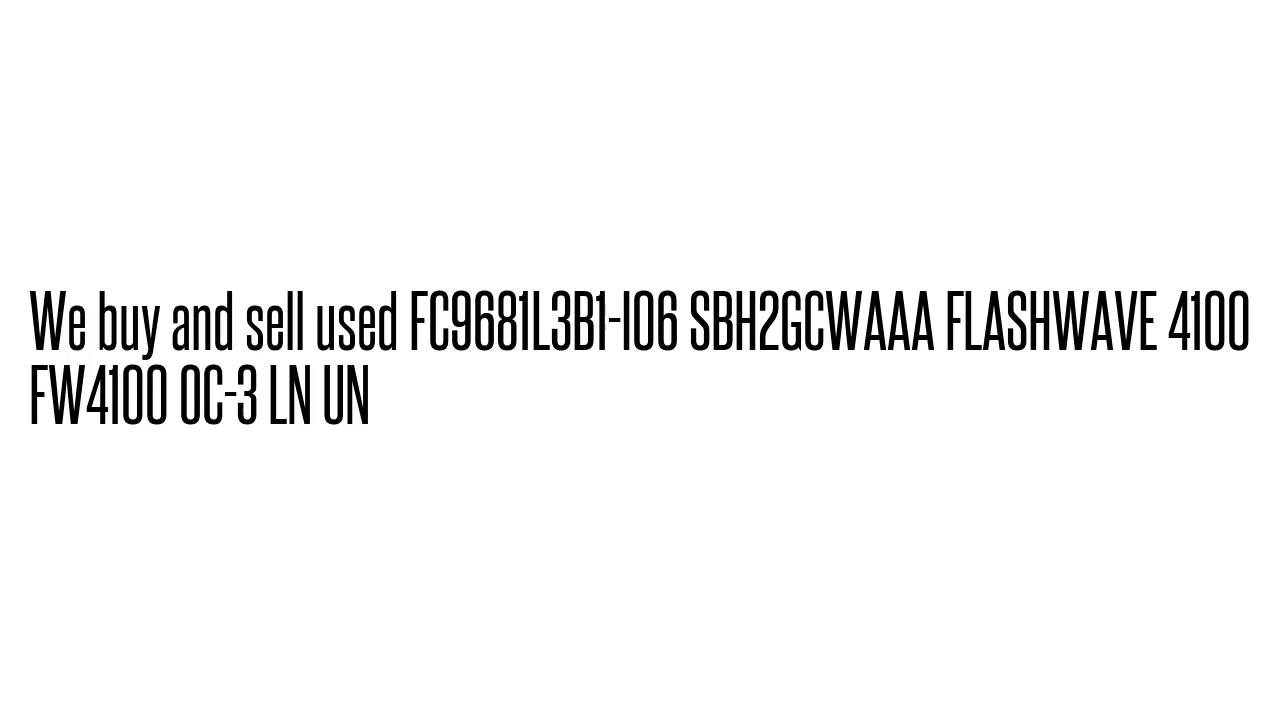 We buy and sell used FC9681L3B1-I06 SBH2GCWAAA FLASHWAVE 4100
FW4100 OC-3 LN UN